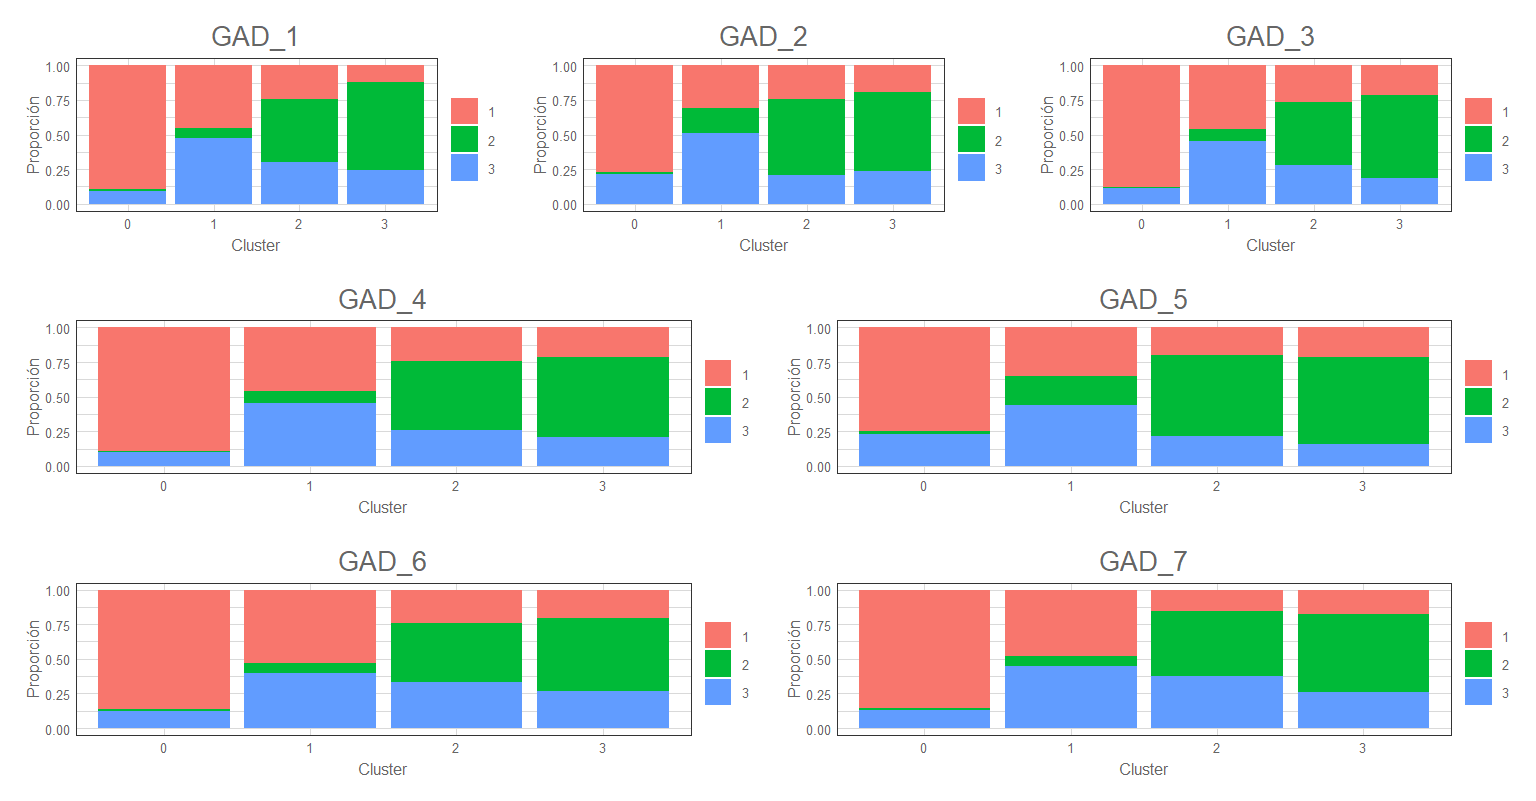 GAD_1
GAD_2
GAD_3
1.00
0.75
0.50
0.25
0.00
Proporción
0 1 2 3
Cluster
1
2
3
1.00
0.75
0.50
0.25
0.00
Proporción
0 1 2 3
Cluster
1
2
3
1.00
0.75
0.50
0.25
0.00
Proporción
0 1 2 3
Cluster
1
2
3
GAD_4
GAD_5
1.00
0.75
0.50
0.25
0.00
Proporción
0 1 2 3
Cluster
1
2
3
1.00
0.75
0.50
0.25
0.00
Proporción
0 1 2 3
Cluster
1
2
3
GAD_6
GAD_7
1.00
0.75
0.50
0.25
0.00
Proporción
0 1 2 3
Cluster
1
2
3
1.00
0.75
0.50
0.25
0.00
Proporción
0 1 2 3
Cluster
1
2
3